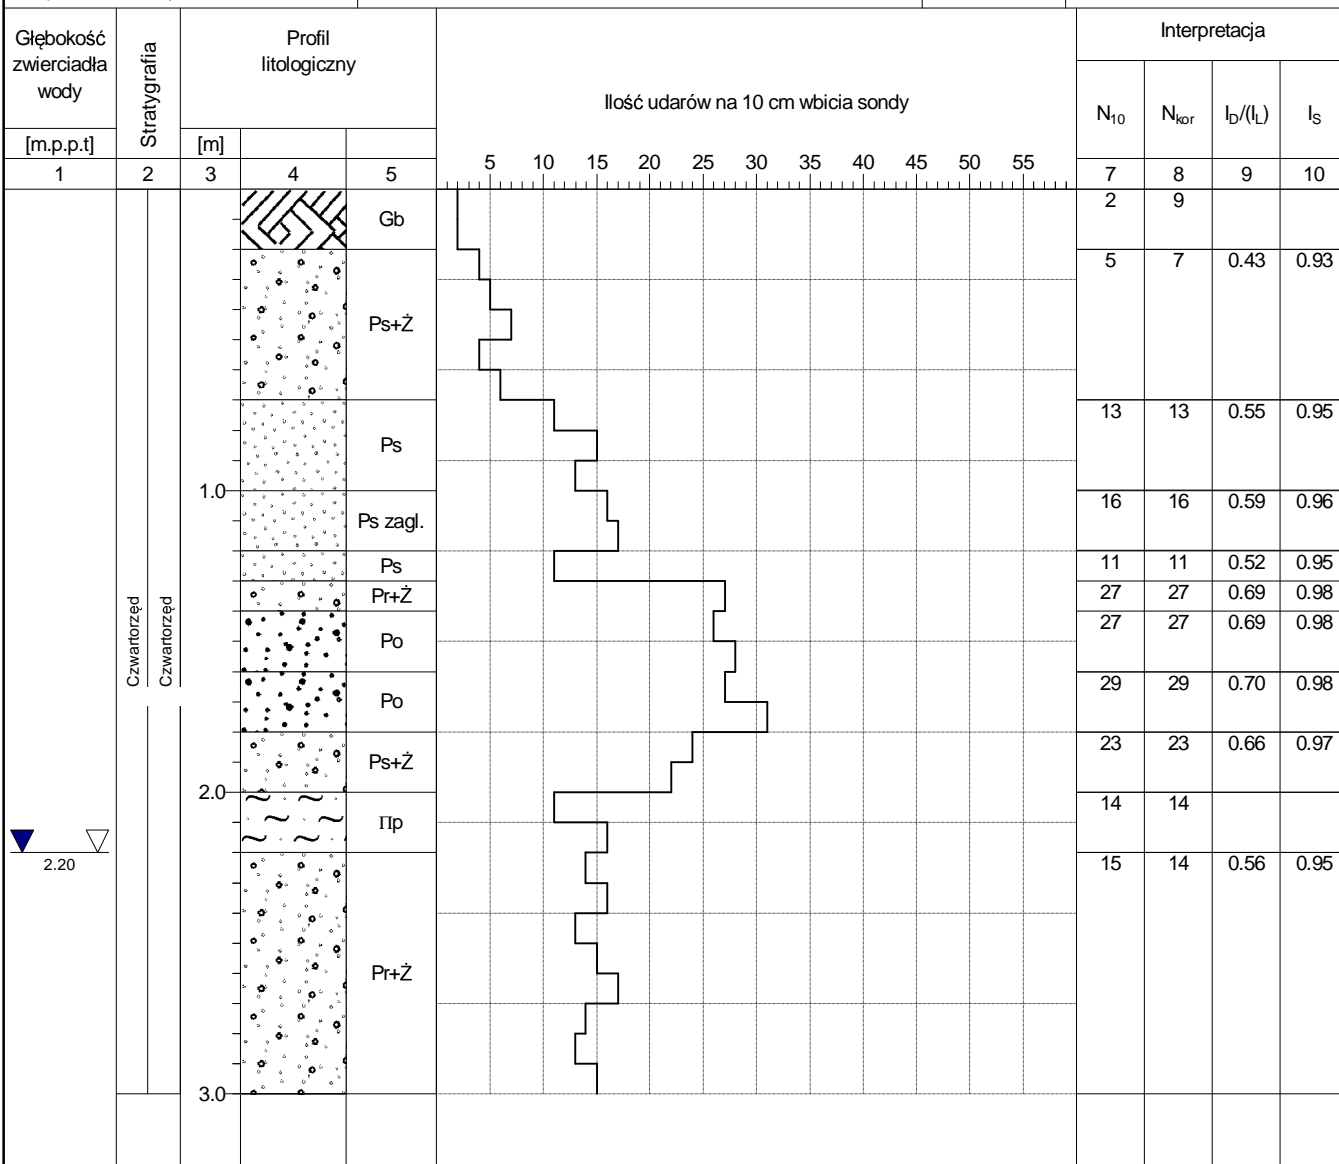 Głębokość
zwierciadła
wody
[m.p.p.t]
1
Stratygrafia
2
Profil
litologiczny
[m]
3
4
5
Ilość udarów na 10 cm wbicia sondy
5 10 15 20 25 30 35 40 45 50 55
Interpretacja
N10 Nkor ID/(IL) IS
7 8 9 10
Gb 2 9
Ps+Ż 5 7 0.43 0.93
Ps 13 13 0.55 0.95
1.0
Ps zagl. 16 16 0.59 0.96
Ps 11 11 0.52 0.95
Pr+Ż 27 27 0.69 0.98
Po 27 27 0.69 0.98
Po 29 29 0.70 0.98
Ps+Ż 23 23 0.66 0.97
Czwartorzęd
Czwartorzęd
2.0
Πp 14 14
2.20
Pr+Ż 15 14 0.56 0.95
3.0